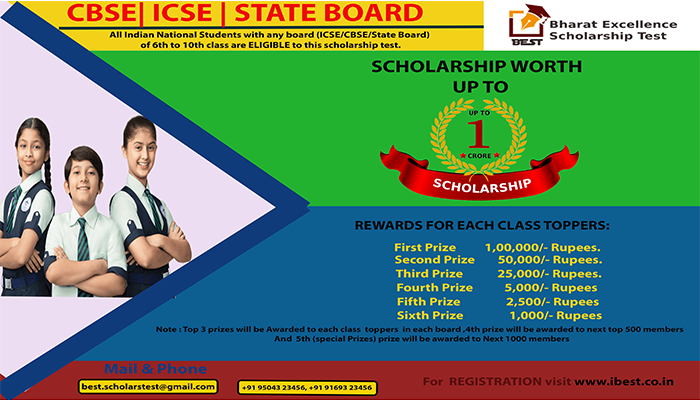 CBSE| ICSE | STATE BOARD
All Indian National Students with any board (ICSE/CBSE/State Board)
of 6th to 10th class are ELIGIBLE to this scholarship test.
BEST
Bharat Excellence
Scholarship Test
SCHOLARSHIP WORTH
UP TO
UP TO
1
CRORE
SCHOLARSHIP
REWARDS FOR EACH CLASS TOPPERS:
First Prize 1,00,000/- Rupees.
Second Prize 50,000/- Rupees.
Third Prize 25,000/- Rupees.
Fourth Prize 5,000/- Rupees
Fifth Prize 2,500/- Rupees
Sixth Prize 1,000/- Rupees
Note : Top 3 prizes will be Awarded to each class toppers in each board ,4th prize will be awarded to next top 500 members
And 5th (special Prizes) prize will be awarded to Next 1000 members
Mail & Phone
best.scholarstest@gmail.com
+91 95043 23456, +91 91693 23456
For REGISTRATION visit www.ibest.co.in